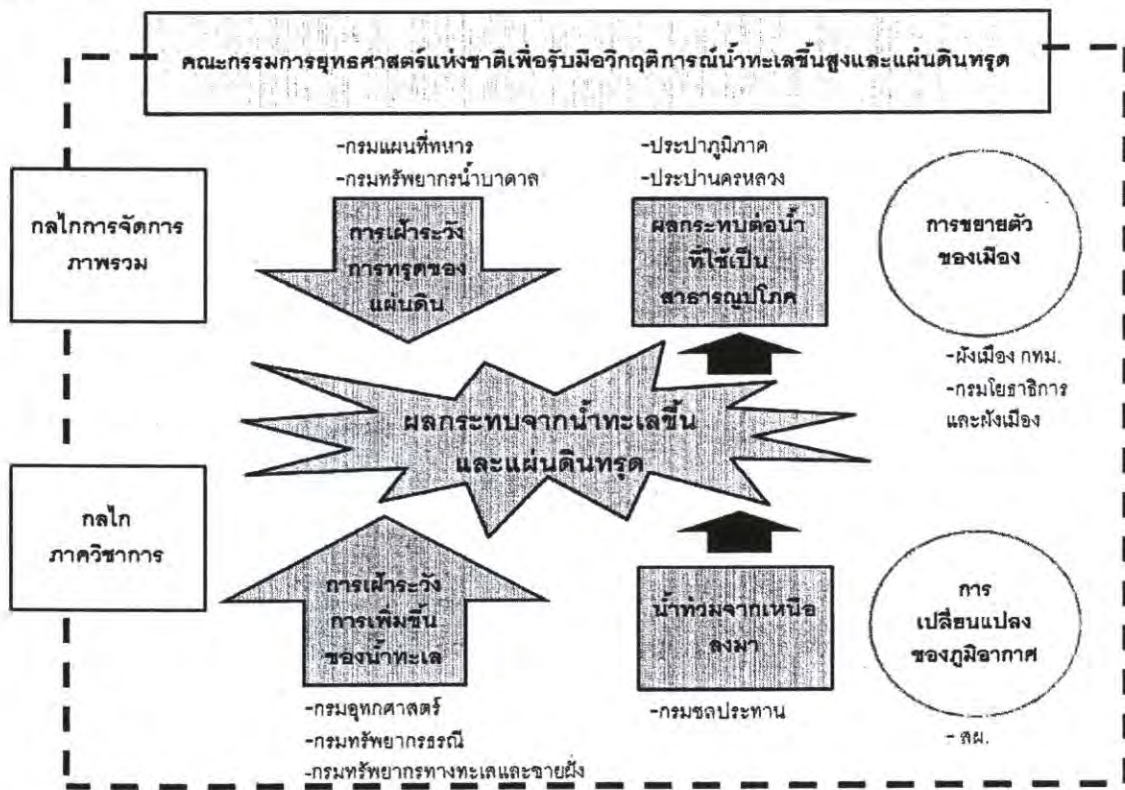 คณะกรรมการยุทธศาสตร์แห่งชาติเพื่อรับมือวิกฤติการณ์น้ำทะเลขึ้นสูงและแผ่นดินทรุด
กลไกการจัดการ
ภาพรวม
-กรมแผนที่ทหาร
-กรมทรัพยากรน้ำบาดาล
การเฝ้าระวัง
การทรุดของ
แผ่นดิน
-ประปาภูมิภาค
-ประปานครหลวง
ผลกระทบต่อน้ำ
ที่ใช้เป็น
สาธารณูปโภค
การขยายตัว
ของเมือง
-ผังเมือง กทม.
-กรมโยธาธิการ
และผังเมือง
ผลกระทบจากน้ำทะเลขึ้น
และแผ่นดินทรุด
กลไก
ภาควิชาการ
การเฝ้าระวัง
การเพิ่มขึ้น
ของน้ำทะเล
-กรมอุทกศาสตร์
-กรมทรัพยากรธรณี
-กรมทรัพยากรทางทะเลและชายฝั่ง
น้ำท่วมจากเหนือ
ลงมา
-กรมชลประทาน
การ
เปลี่ยนแปลง
ของภูมิอากาศ
- สผ.